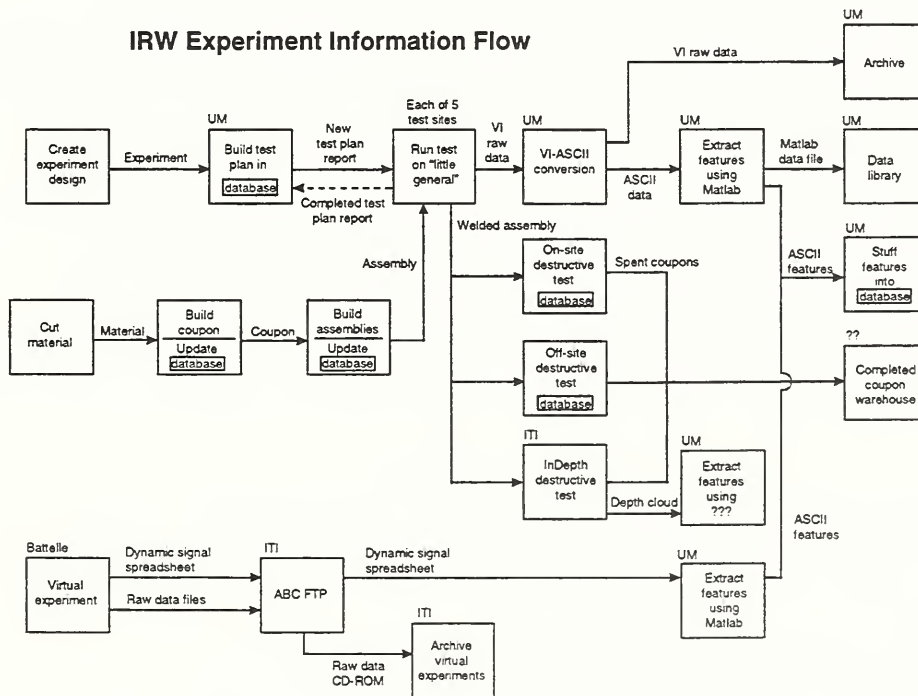 IRW Experiment Information Flow
UM
VI raw data
Archive
Create
experiment
design
Experiment
UM
Build test
plan in
database
New
test plan
report
Completed test
plan report
Each of 5
test sites
Run test
on "little
general"
VI
raw
data
UM
VI-ASCII
conversion
ASCII
data
UM
Extract
features
using
Matlab
Matlab
data file
UM
Data
library
Welded assembly
Assembly
On-site
destructive
test
database
Spent coupons
ASCII
features
UM
Stuff
features
into
database
Cut
material
Material
Build
coupon
Update
database
Coupon
Build
assemblies
Update
database
Off-site
destructive
test
database
??
Completed
coupon
warehouse
ITI
InDepth
destructive
test
Depth cloud
UM
Extract
features
using
???
ASCII
features
Battelle
Virtual
experiment
Dynamic signal
spreadsheet
Raw data files
ITI
ABC FTP
Dynamic signal
spreadsheet
UM
Extract
features
using
Matlab
Raw data
CD-ROM
ITI
Archive
virtual
experiments